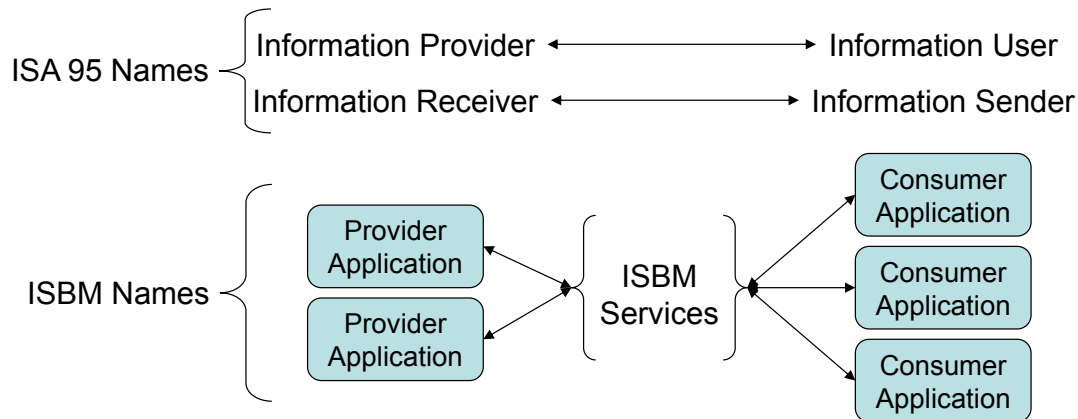 ISA 95 Names
Information Provider
Information User
Information Receiver
Information Sender
ISBM Names
Provider
Application
Provider
Application
ISBM
Services
Consumer
Application
Consumer
Application
Consumer
Application